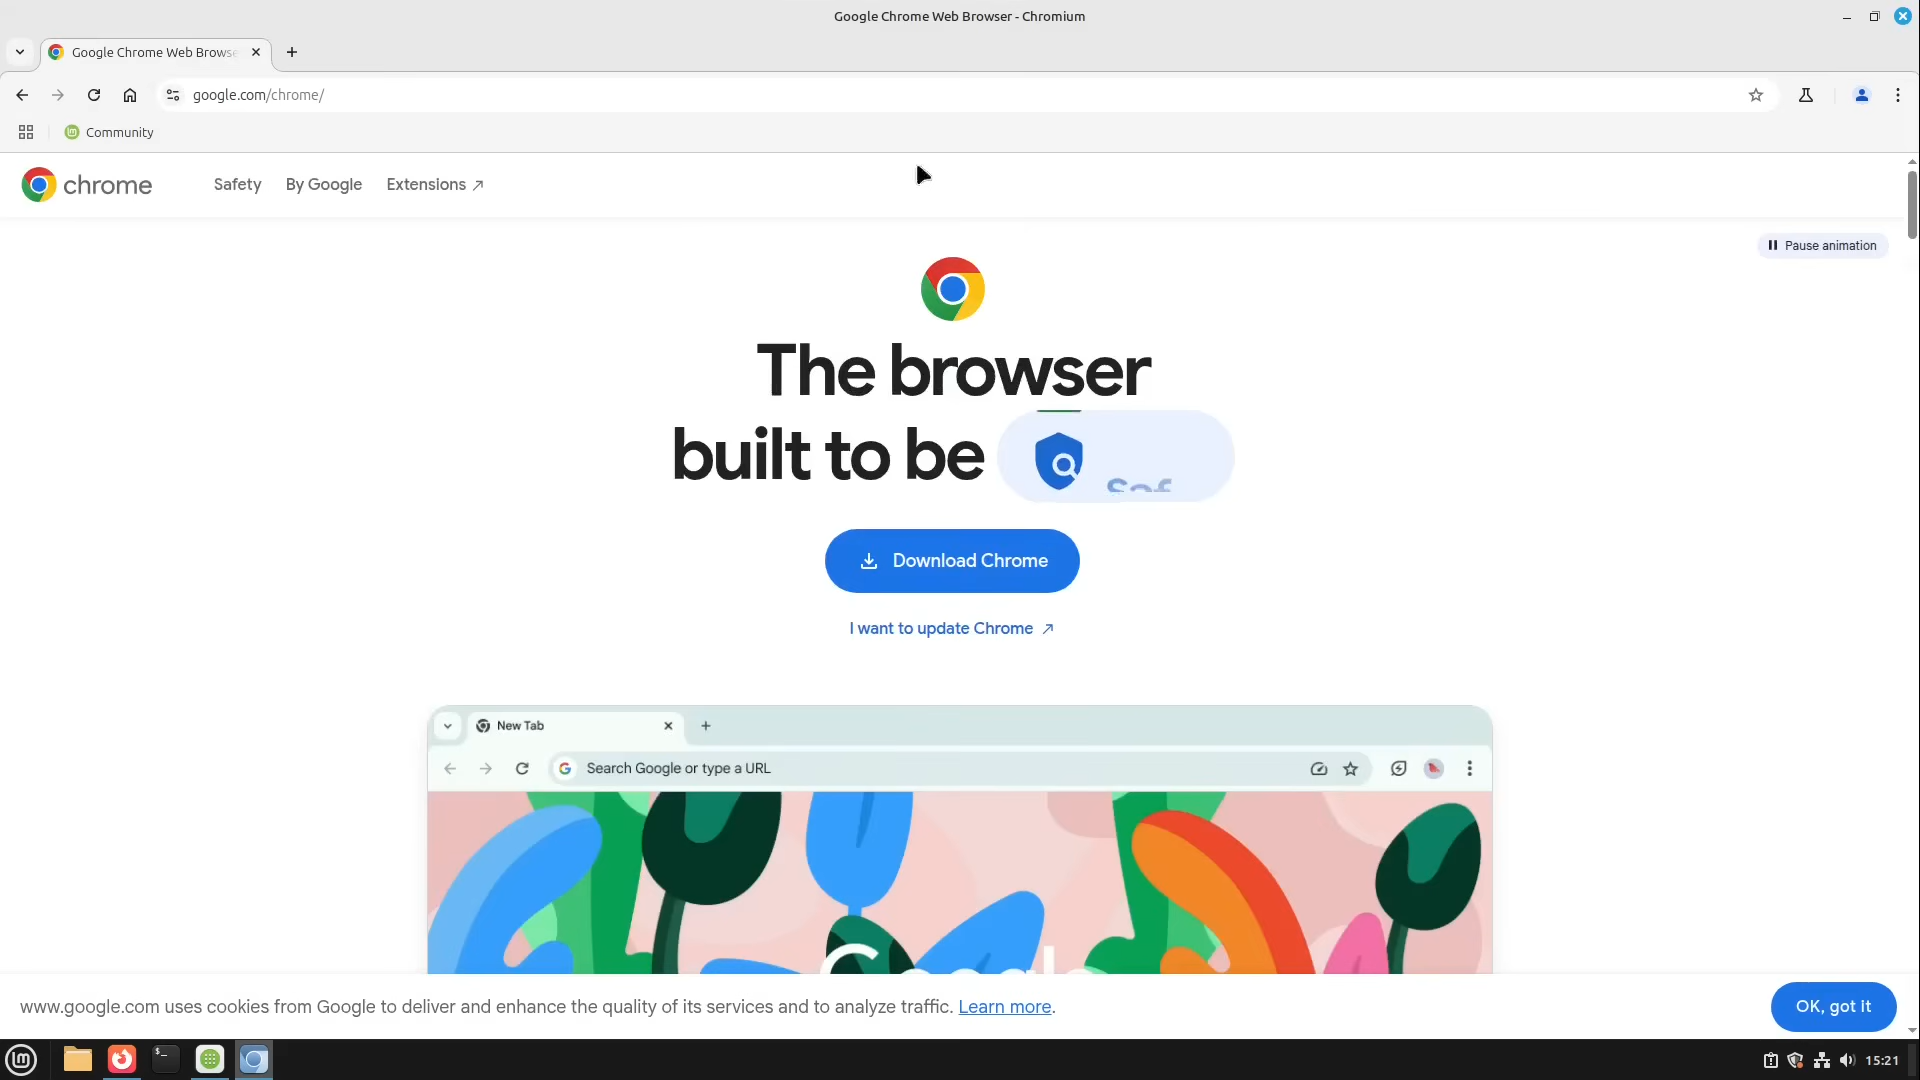 Google Chrome Web Browser - Chromium
Google Chrome Web Browse
google.com/chrome/
Community
chrome
Safety
By Google
Extensions
Pause animation
The browser
built to be
Download Chrome
I want to update Chrome
New Tab
Search Google or type a URL
www.google.com uses cookies from Google to deliver and enhance the quality of its services and to analyze traffic. Learn more.
OK, got it
15:21